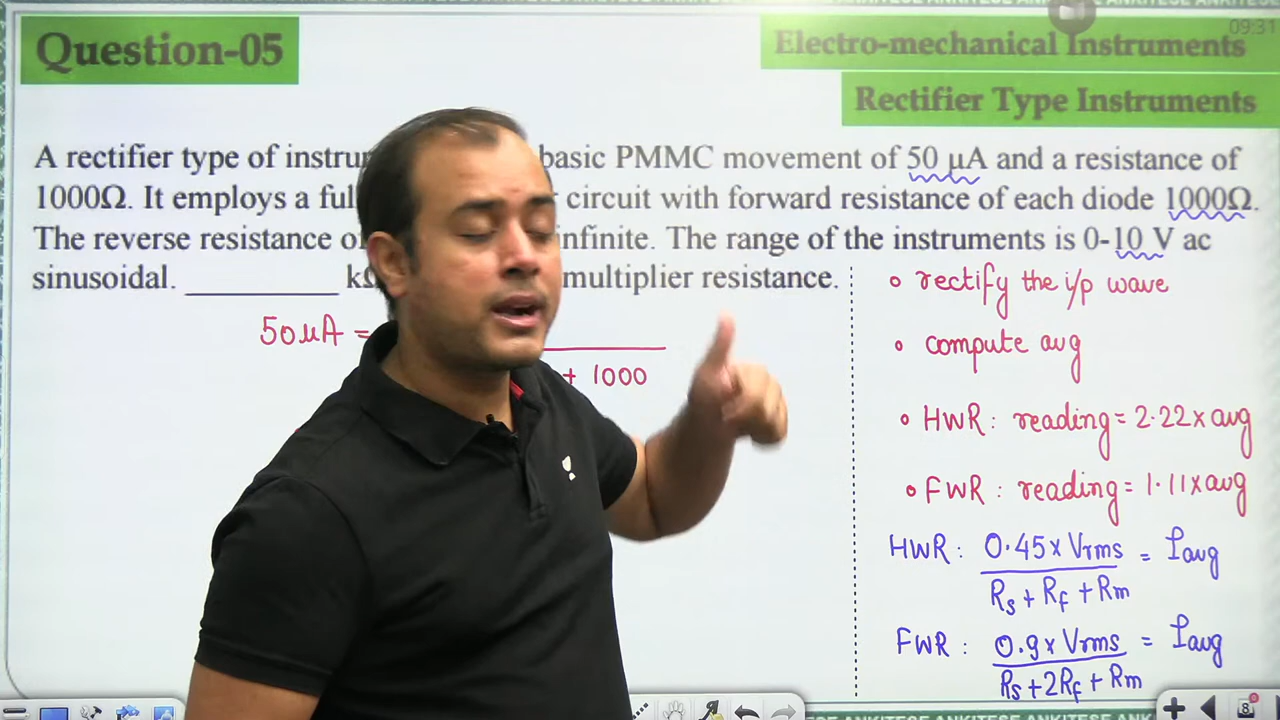 09:31
Question-05
Electro-mechanical Instruments
Rectifier Type Instruments
A rectifier type of basic PMMC movement of 50 µA and a resistance of
1000Ω. It employs a circuit with forward resistance of each diode 1000Ω.
The reverse resistance infinite. The range of the instruments is 0-10 V ac
sinusoidal. __________ multiplier resistance.
50µA =
+ 1000
• rectify the i/p wave
• compute avg
• HWR: reading = 2.22 x avg
• FWR: reading = 1.11 x avg
HWR: 0.45 x Vrms = Iavg
Rs + Rf + Rm
FWR: 0.9 x Vrms = Iavg
Rs + 2Rf + Rm
8